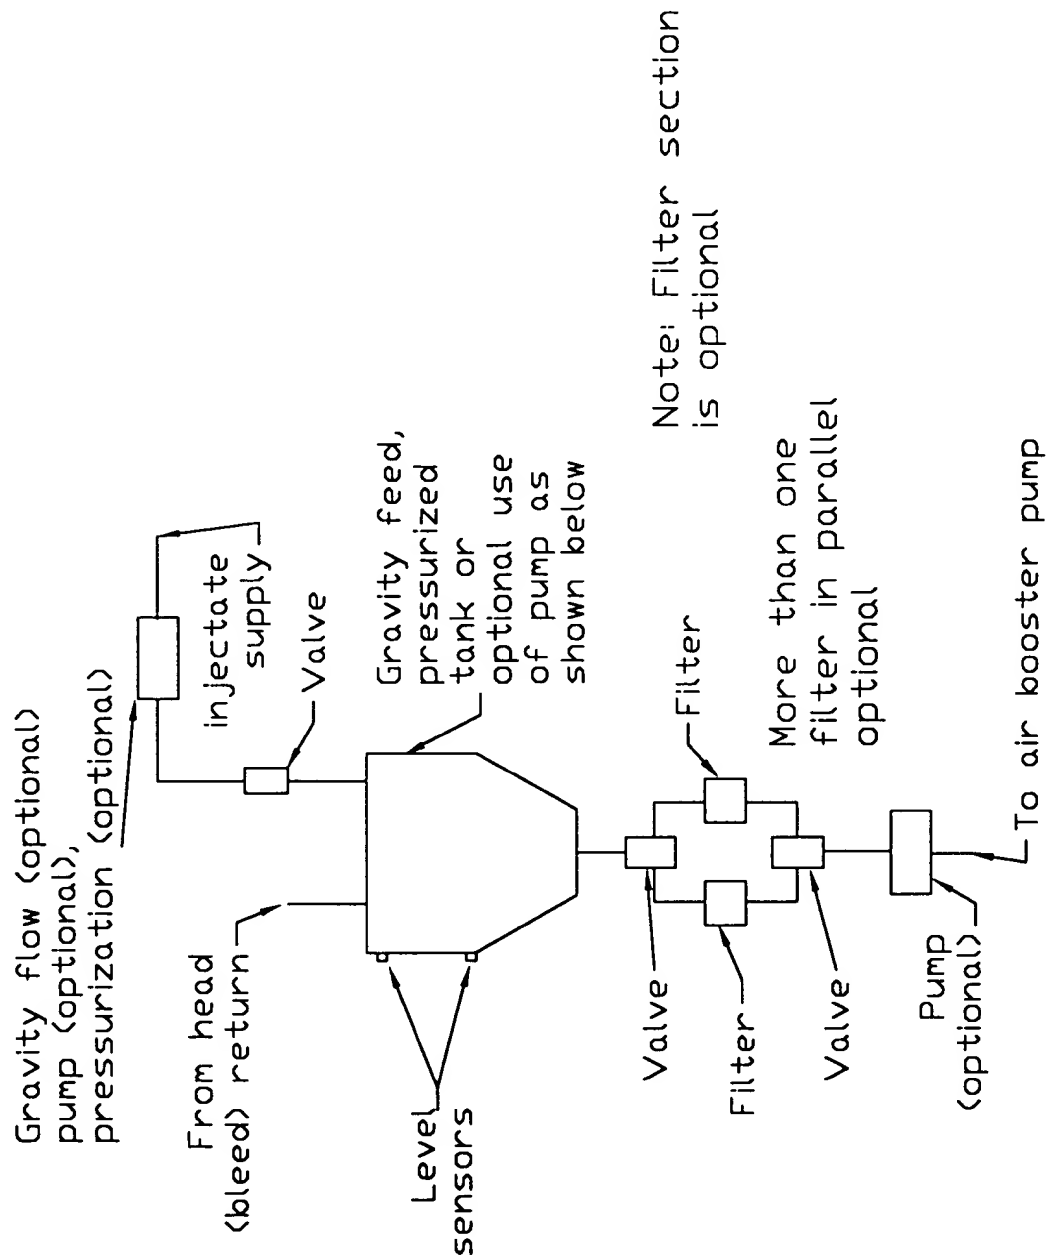 Gravity flow (optional)
pump (optional),
pressurization (optional)
injectate
supply
From head
(bleed) return
Valve
Level
sensors
Gravity feed,
pressurized
tank or
optional use
of pump as
shown below
Valve
Filter
Filter
Valve
More than one
filter in parallel
optional
Note: Filter section
is optional
Pump
(optional)
To air booster pump